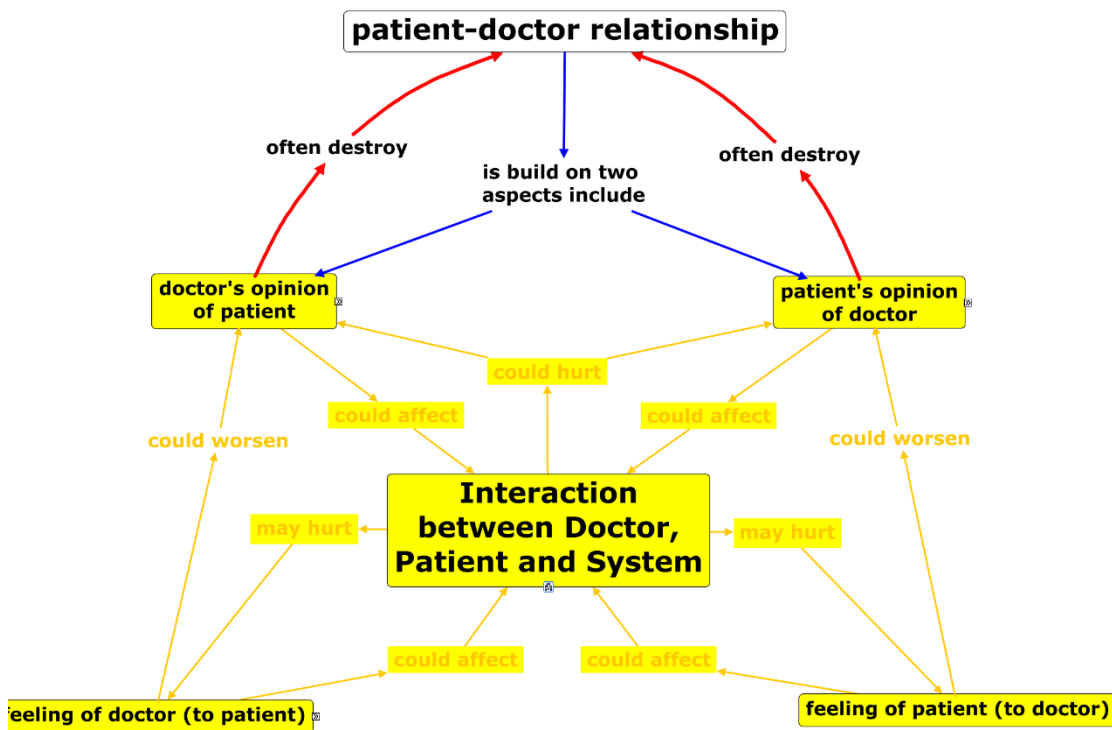 patient-doctor relationship
often destroy
often destroy
is build on two
aspects include
doctor's opinion
of patient
patient's opinion
of doctor
could hurt
could affect
could affect
could worsen
could worsen
Interaction
between Doctor,
Patient and System
may hurt
may hurt
could affect
could affect
feeling of doctor (to patient)
feeling of patient (to doctor)